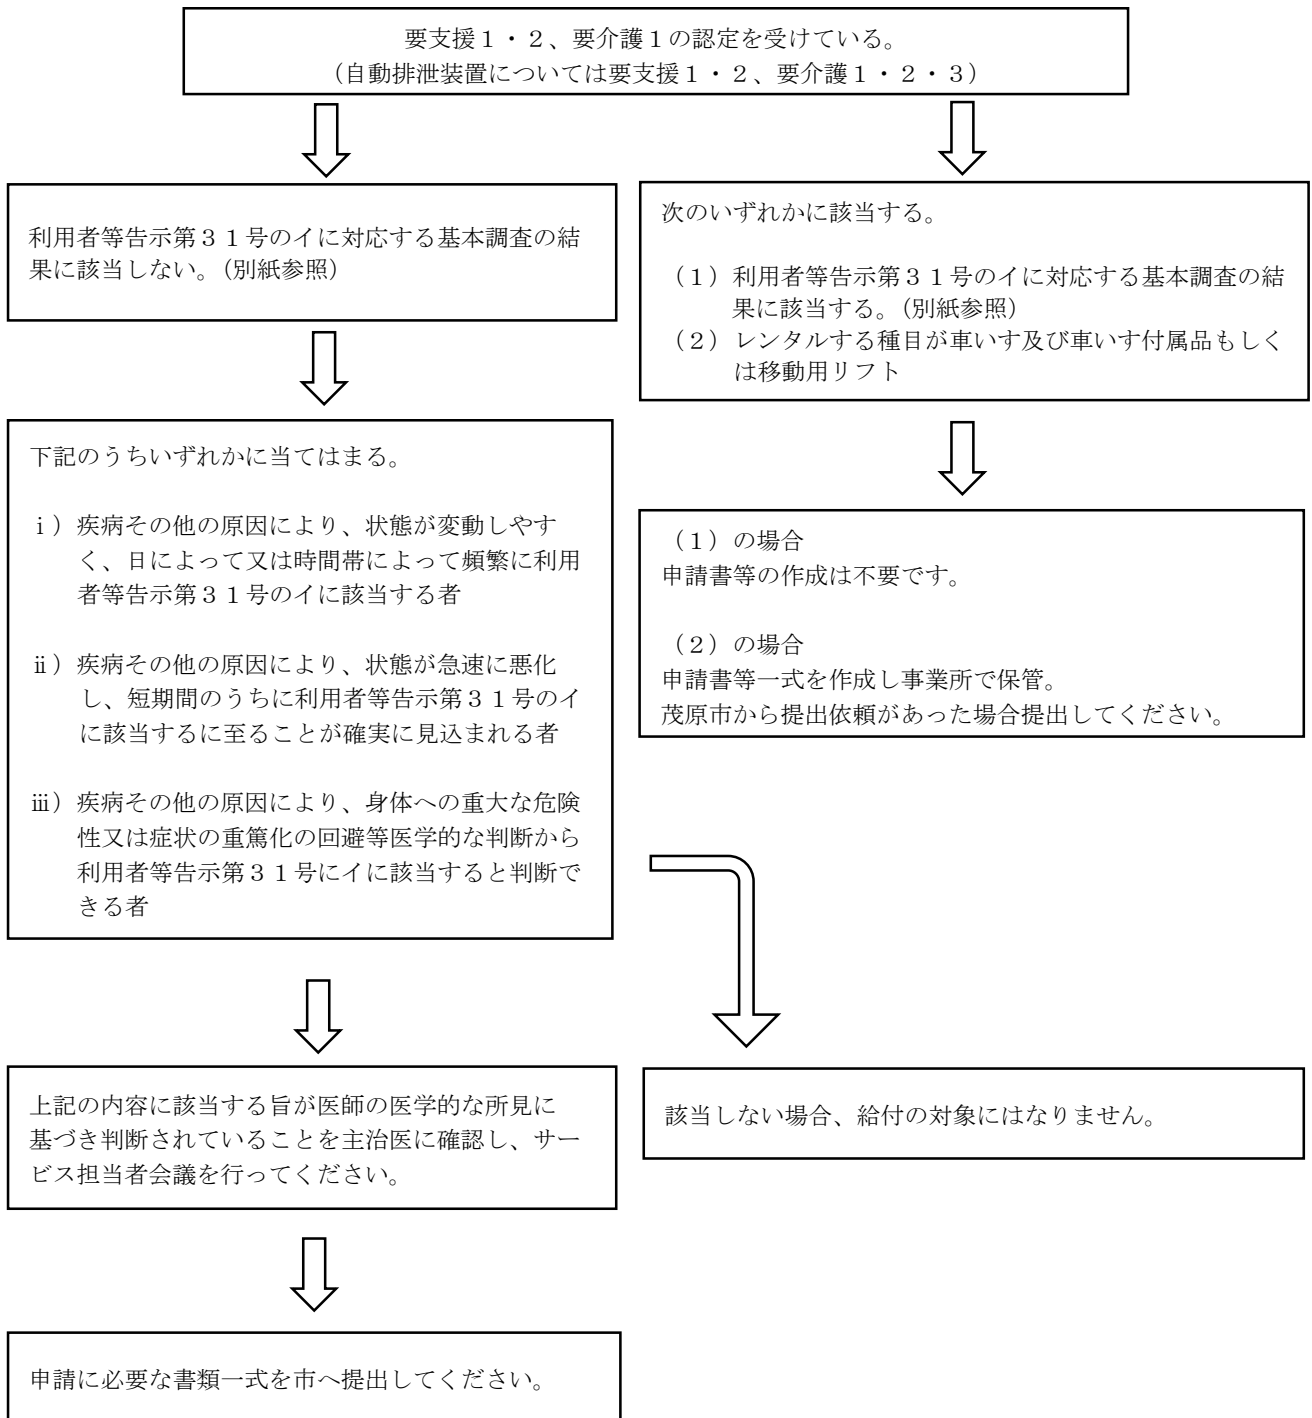 要支援１・２、要介護１の認定を受けている。
（自動排泄装置については要支援１・２、要介護１・２・３）
利用者等告示第３１号のイに対応する基本調査の結
果に該当しない。（別紙参照）
次のいずれかに該当する。
（１）利用者等告示第３１号のイに対応する基本調査の結
果に該当する。（別紙参照）
（２）レンタルする種目が車いす及び車いす付属品もしく
は移動用リフト
下記のうちいずれかに当てはまる。
ⅰ）疾病その他の原因により、状態が変動しやす
く、日によって又は時間帯によって頻繁に利用
者等告示第３１号のイに該当する者
ⅱ）疾病その他の原因により、状態が急速に悪化
し、短期間のうちに利用者等告示第３１号のイ
に該当するに至ることが確実に見込まれる者
ⅲ）疾病その他の原因により、身体への重大な危険
性又は症状の重篤化の回避等医学的な判断から
利用者等告示第３１号にイに該当すると判断で
きる者
（１）の場合
申請書等の作成は不要です。
（２）の場合
申請書等一式を作成し事業所で保管。
茂原市から提出依頼があった場合提出してください。
上記の内容に該当する旨が医師の医学的な所見に
基づき判断されていることを主治医に確認し、サー
ビス担当者会議を行ってください。
該当しない場合、給付の対象にはなりません。
申請に必要な書類一式を市へ提出してください。